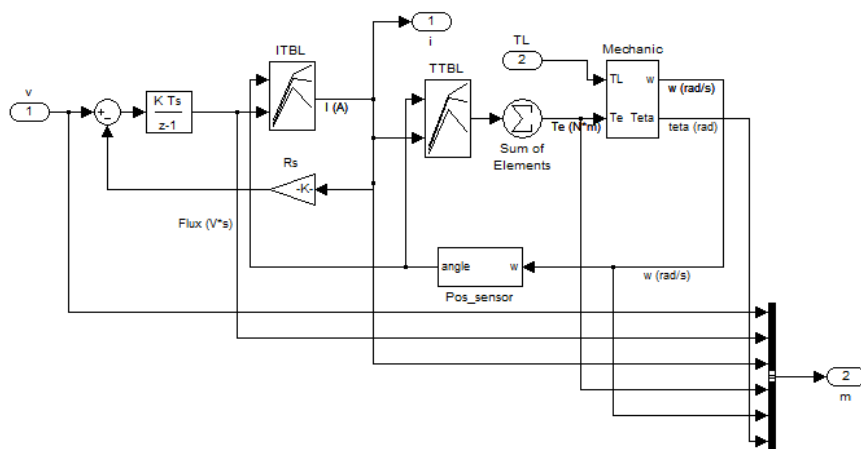 1
i
ITBL
TL
2
Mechanic
TTBL
v
1
+
-
K Ts
z-1
I (A)
TL
w
w (rad/s)
Te
Teta
Te (N*m)
teta (rad)
Sum of
Elements
Rs
-K-
Flux (V*s)
angle
w
Pos_sensor
w (rad/s)
2
m